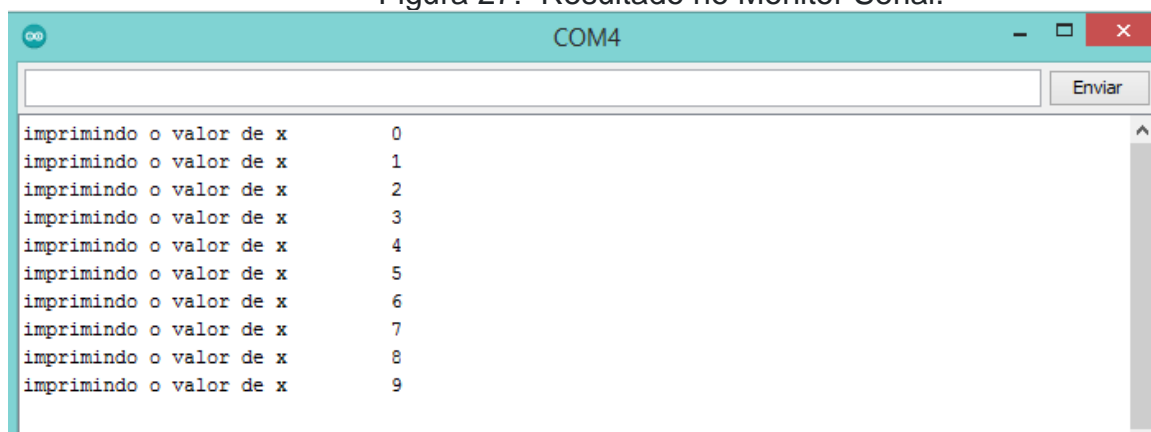 Figura 27: Resultado no Monitor Serial.
COM4
Enviar
imprimindo o valor de x 0
imprimindo o valor de x 1
imprimindo o valor de x 2
imprimindo o valor de x 3
imprimindo o valor de x 4
imprimindo o valor de x 5
imprimindo o valor de x 6
imprimindo o valor de x 7
imprimindo o valor de x 8
imprimindo o valor de x 9